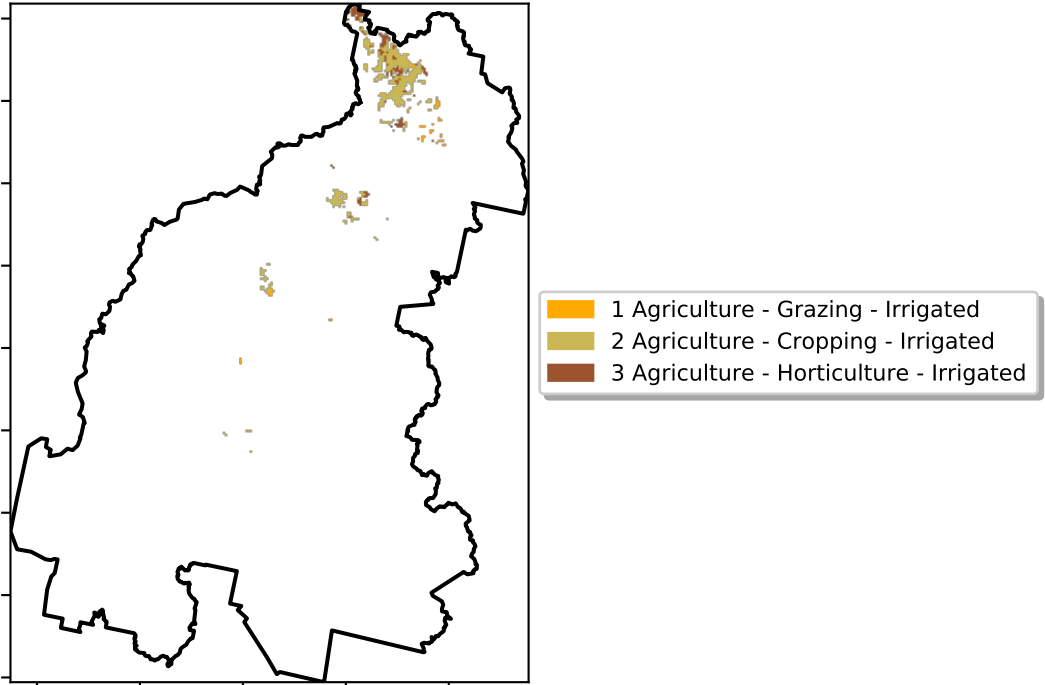 1 Agriculture - Grazing - Irrigated
2 Agriculture - Cropping - Irrigated
3 Agriculture - Horticulture - Irrigated